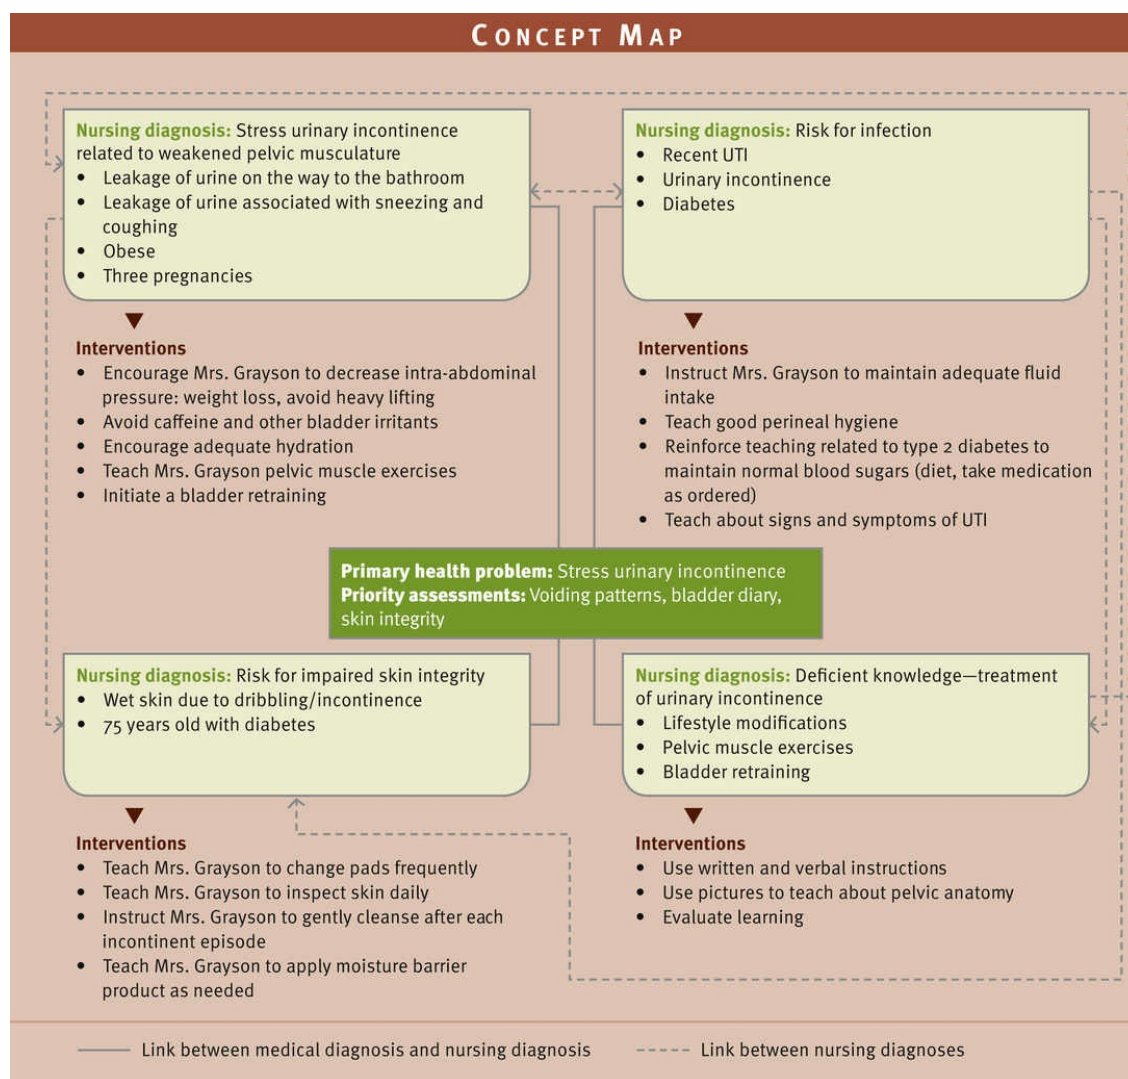 CONCEPT MAP
Nursing diagnosis: Stress urinary incontinence
related to weakened pelvic musculature
• Leakage of urine on the way to the bathroom
• Leakage of urine associated with sneezing and
coughing
• Obese
• Three pregnancies
Interventions
• Encourage Mrs. Grayson to decrease intra-abdominal
pressure: weight loss, avoid heavy lifting
• Avoid caffeine and other bladder irritants
• Encourage adequate hydration
• Teach Mrs. Grayson pelvic muscle exercises
• Initiate a bladder retraining
Nursing diagnosis: Risk for infection
• Recent UTI
• Urinary incontinence
• Diabetes
Interventions
• Instruct Mrs. Grayson to maintain adequate fluid
intake
• Teach good perineal hygiene
• Reinforce teaching related to type 2 diabetes to
maintain normal blood sugars (diet, take medication
as ordered)
• Teach about signs and symptoms of UTI
Primary health problem: Stress urinary incontinence
Priority assessments: Voiding patterns, bladder diary,
skin integrity
Nursing diagnosis: Risk for impaired skin integrity
• Wet skin due to dribbling/incontinence
• 75 years old with diabetes
Interventions
• Teach Mrs. Grayson to change pads frequently
• Teach Mrs. Grayson to inspect skin daily
• Instruct Mrs. Grayson to gently cleanse after each
incontinent episode
• Teach Mrs. Grayson to apply moisture barrier
product as needed
Nursing diagnosis: Deficient knowledge—treatment
of urinary incontinence
• Lifestyle modifications
• Pelvic muscle exercises
• Bladder retraining
Interventions
• Use written and verbal instructions
• Use pictures to teach about pelvic anatomy
• Evaluate learning
Link between medical diagnosis and nursing diagnosis
Link between nursing diagnoses